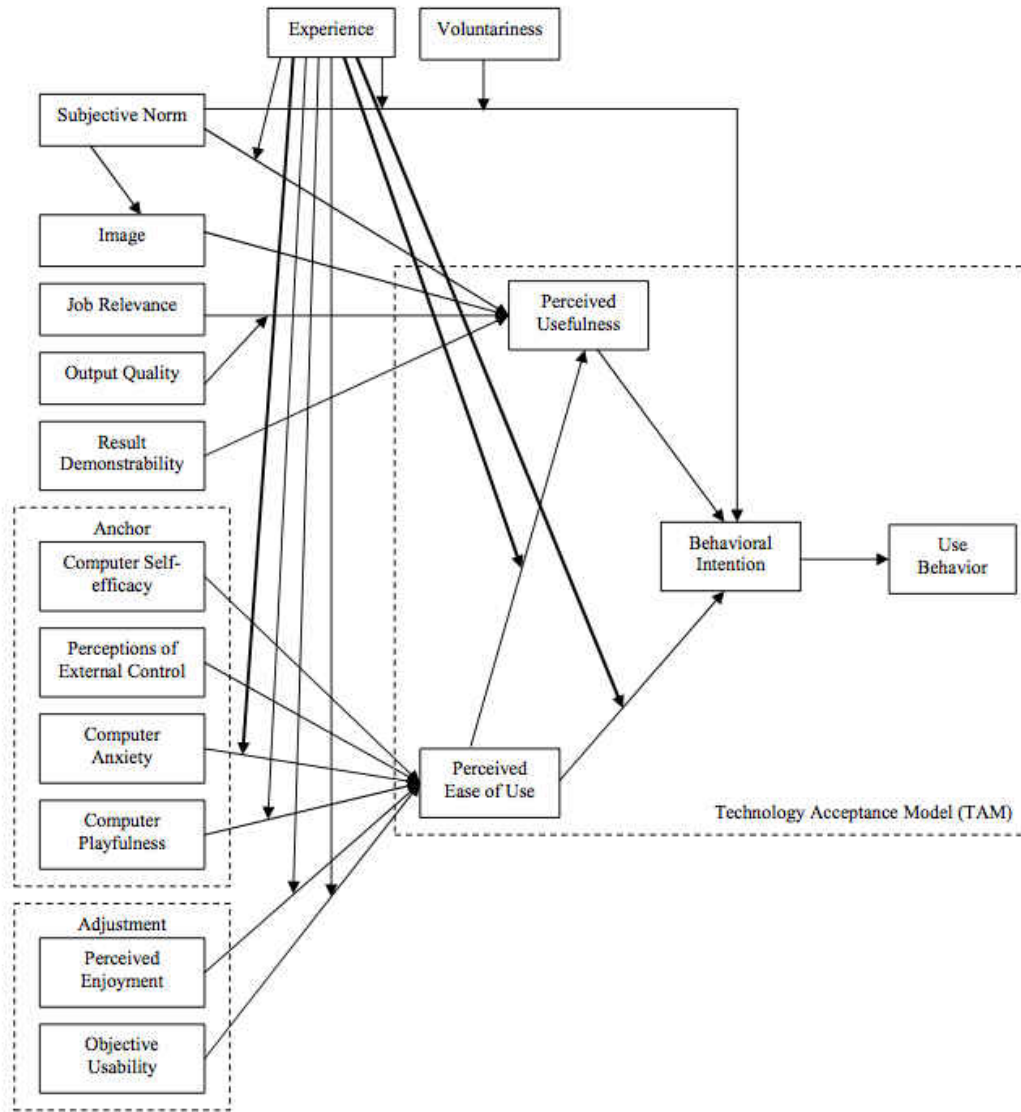 Experience
Voluntariness
Subjective Norm
Image
Job Relevance
Output Quality
Result
Demonstrability
Anchor
Computer Self-
efficacy
Perceptions of
External Control
Computer
Anxiety
Computer
Playfulness
Adjustment
Perceived
Enjoyment
Objective
Usability
Perceived
Usefulness
Perceived
Ease of Use
Behavioral
Intention
Use
Behavior
Technology Acceptance Model (TAM)